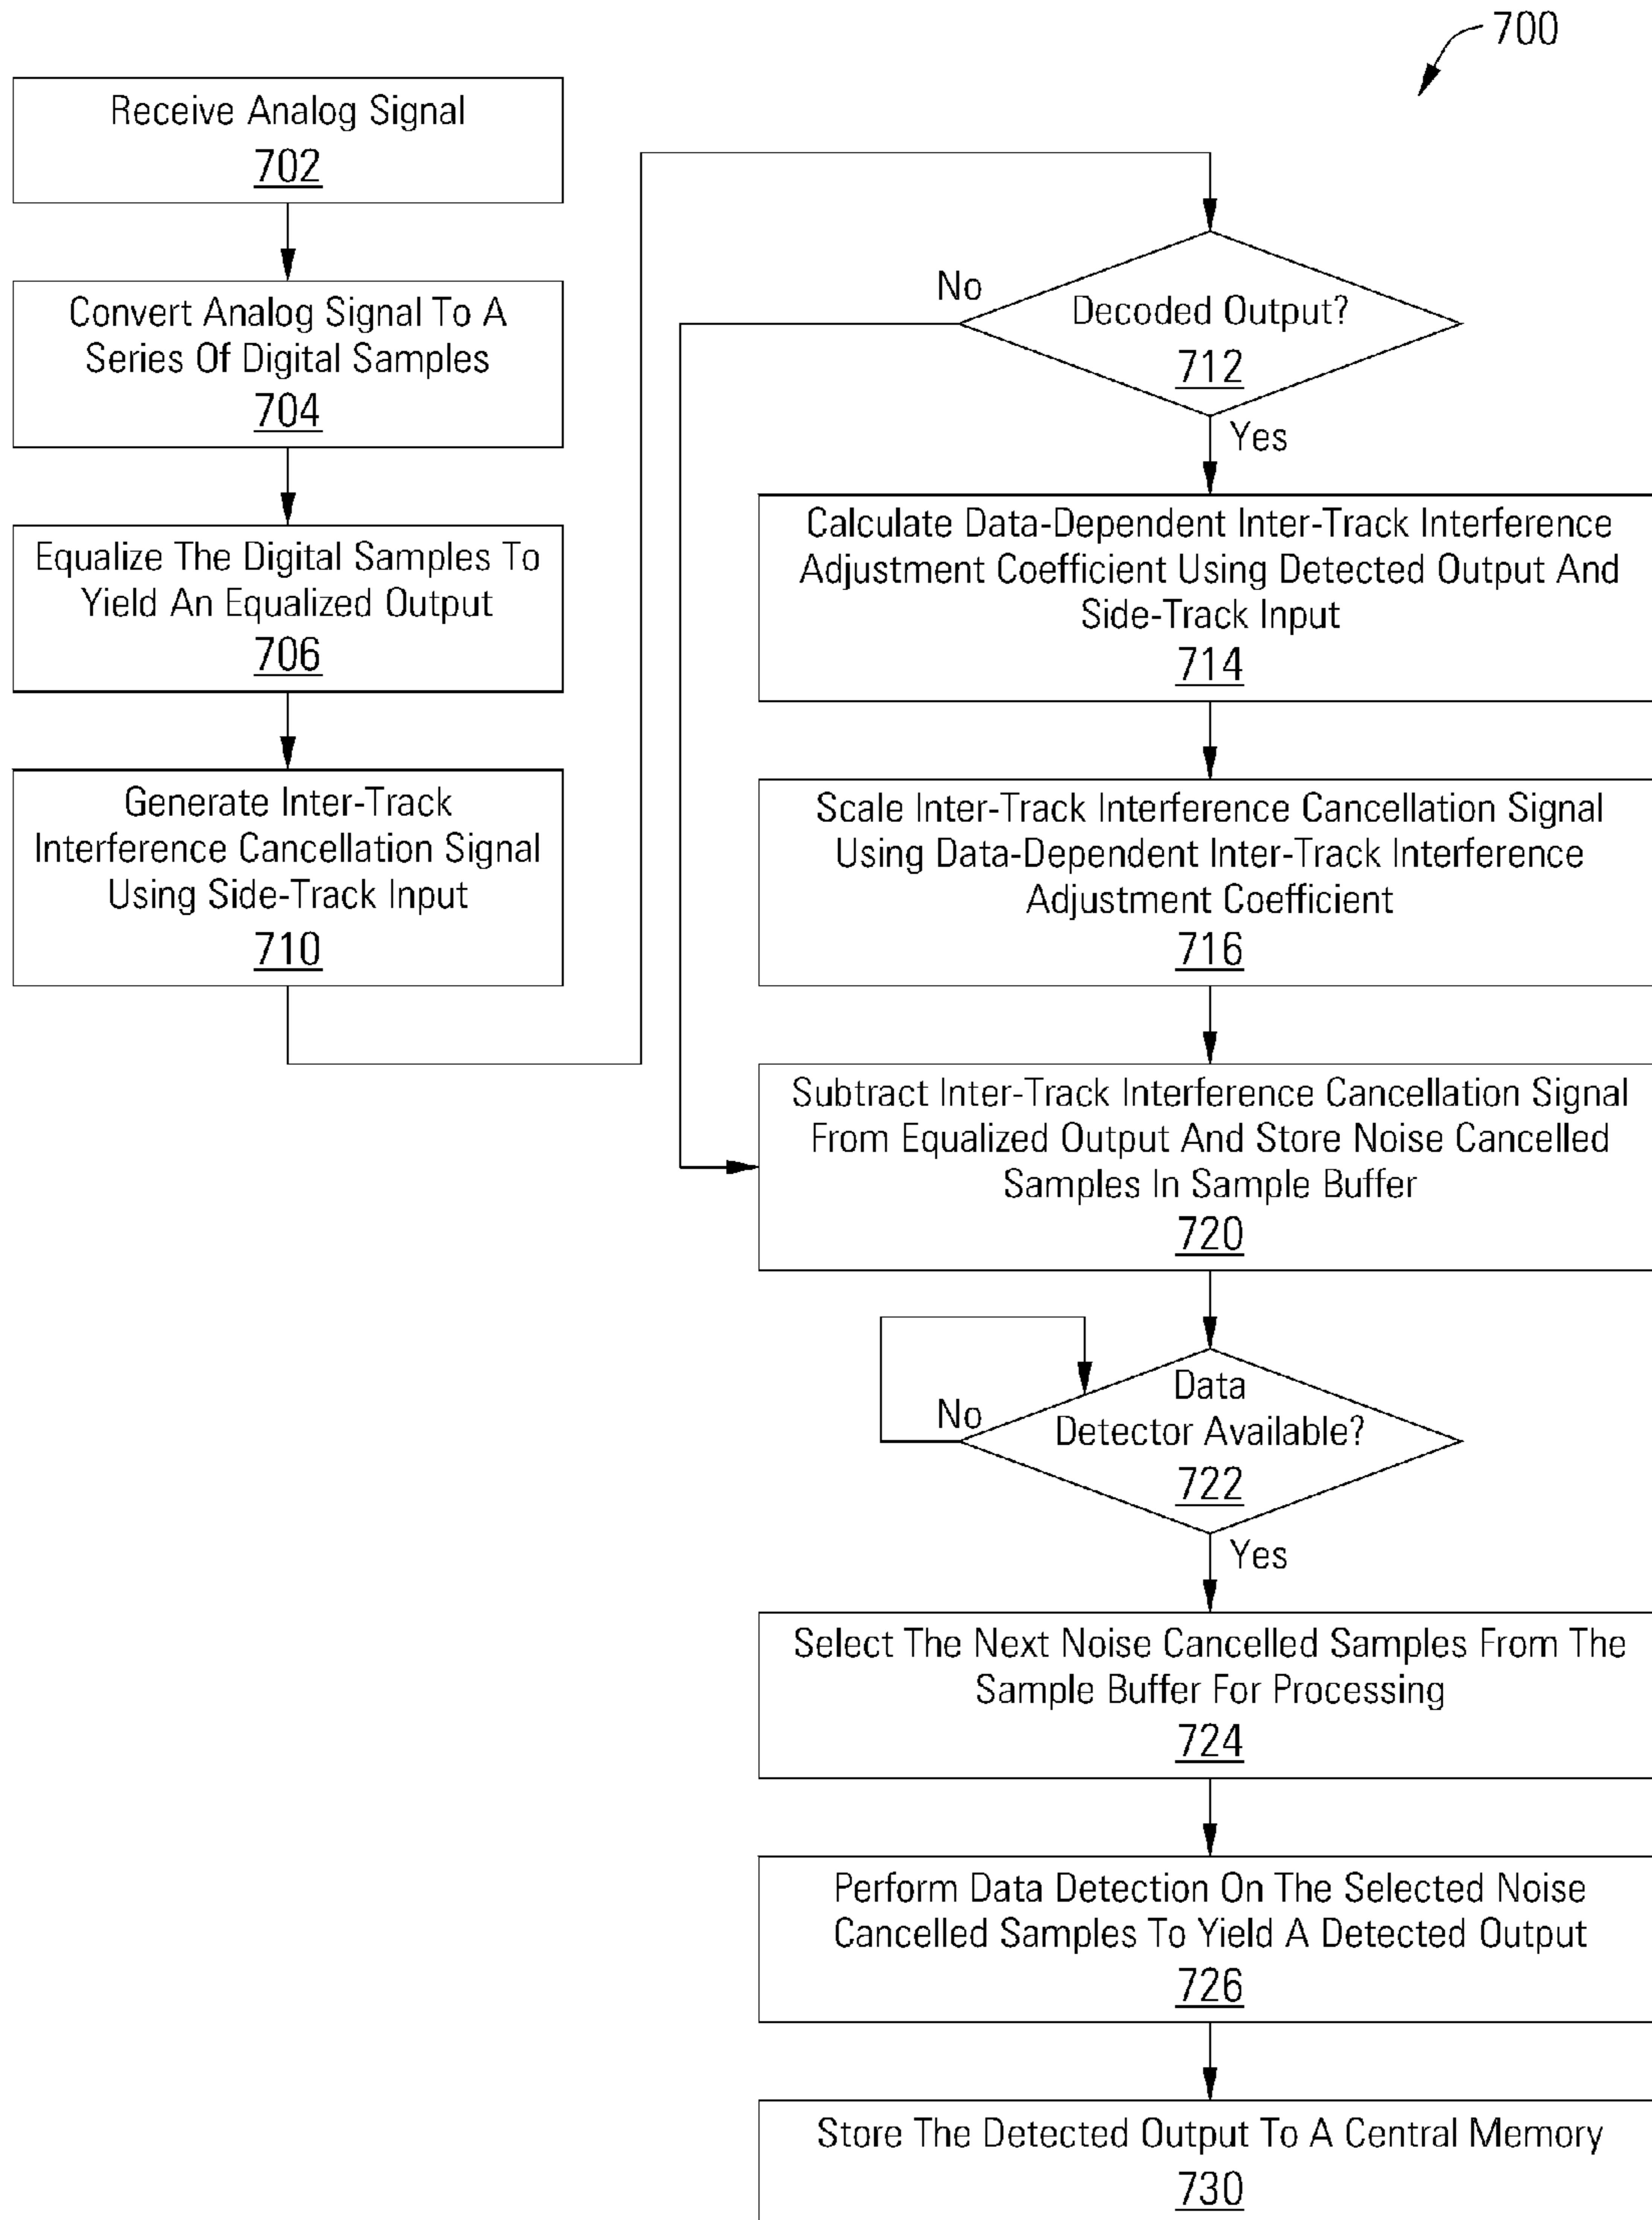 700
Receive Analog Signal
702
Convert Analog Signal To A
Series Of Digital Samples
704
Equalize The Digital Samples To
Yield An Equalized Output
706
Generate Inter-Track
Interference Cancellation Signal
Using Side-Track Input
710
No
Decoded Output?
712
Yes
Calculate Data-Dependent Inter-Track Interference
Adjustment Coefficient Using Detected Output And
Side-Track Input
714
Scale Inter-Track Interference Cancellation Signal
Using Data-Dependent Inter-Track Interference
Adjustment Coefficient
716
Subtract Inter-Track Interference Cancellation Signal
From Equalized Output And Store Noise Cancelled
Samples In Sample Buffer
720
No
Data
Detector Available?
722
Yes
Select The Next Noise Cancelled Samples From The
Sample Buffer For Processing
724
Perform Data Detection On The Selected Noise
Cancelled Samples To Yield A Detected Output
726
Store The Detected Output To A Central Memory
730